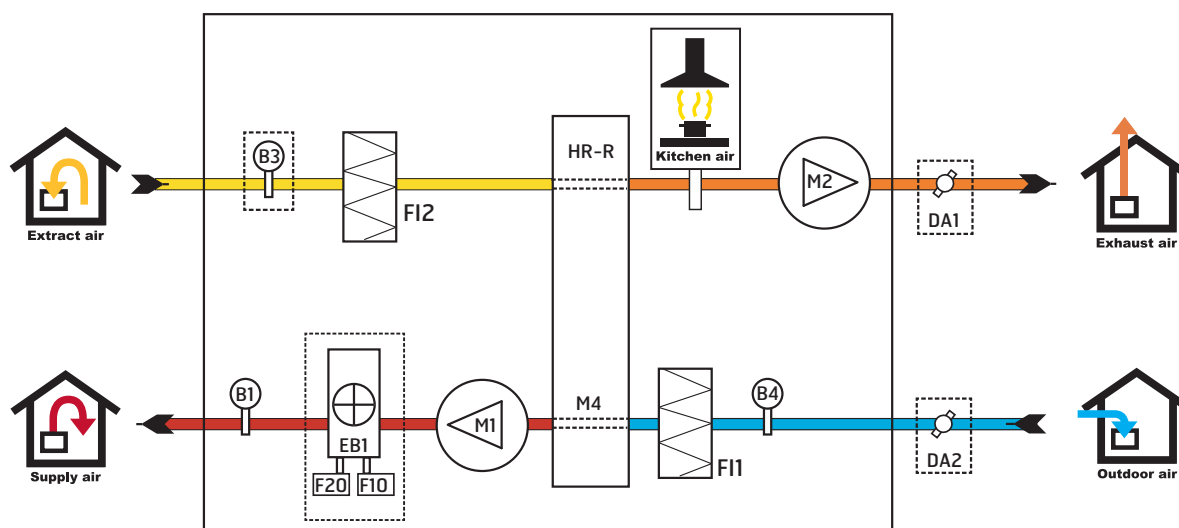 B3
FI2
HR-R
Kitchen air
M2
DA1
Extract air
Exhaust air
B1
EB1
F20
F10
M1
M4
FI1
B4
DA2
Supply air
Outdoor air